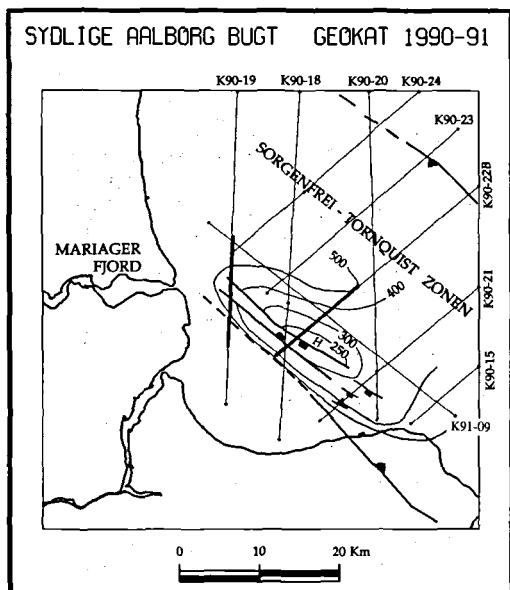 SYDLIGE AALBORG BUGT GEØKAT 1990-91
K90-19 K90-18 K90-20 K90-24
K90-23
K90-22B
SORGENFREI - TORNQUIST ZONEN
MARIAGER
FJORD
500
400
K90-21
300
H 250
K90-15
K91-09
0 10 20 Km